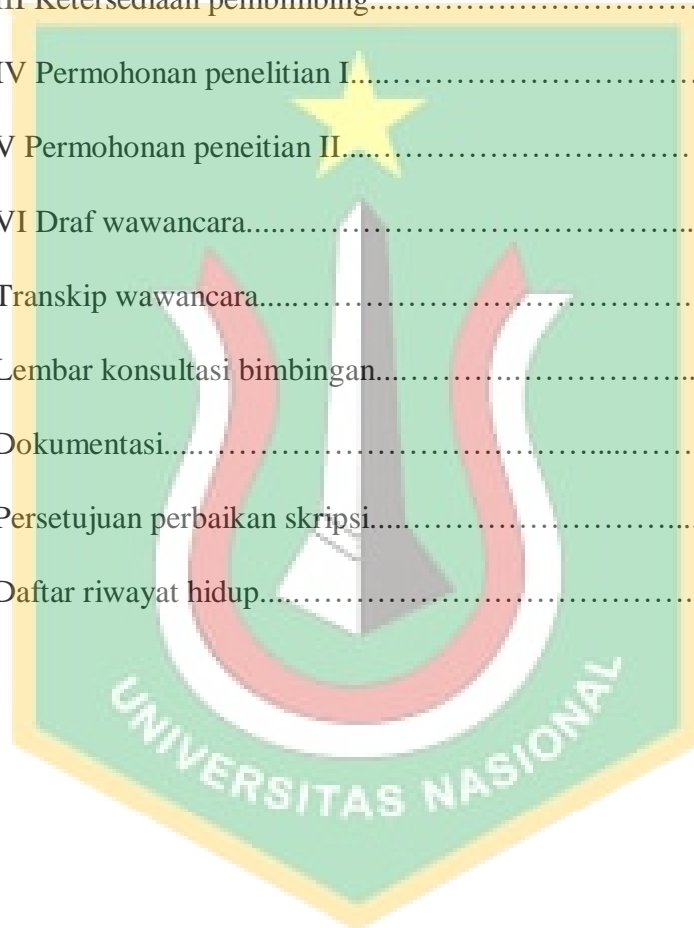 III Ketersediaan pembimbing....................
IV Permohonan penelitian I....................
V Permohonan peneitian II....................
VI Draf wawancara....................
Transkip wawancara....................
Lembar konsultasi bimbingan....................
Dokumentasi....................
Persetujuan perbaikan skripsi....................
Daftar riwayat hidup....................
UNIVERSITAS NASIONAL